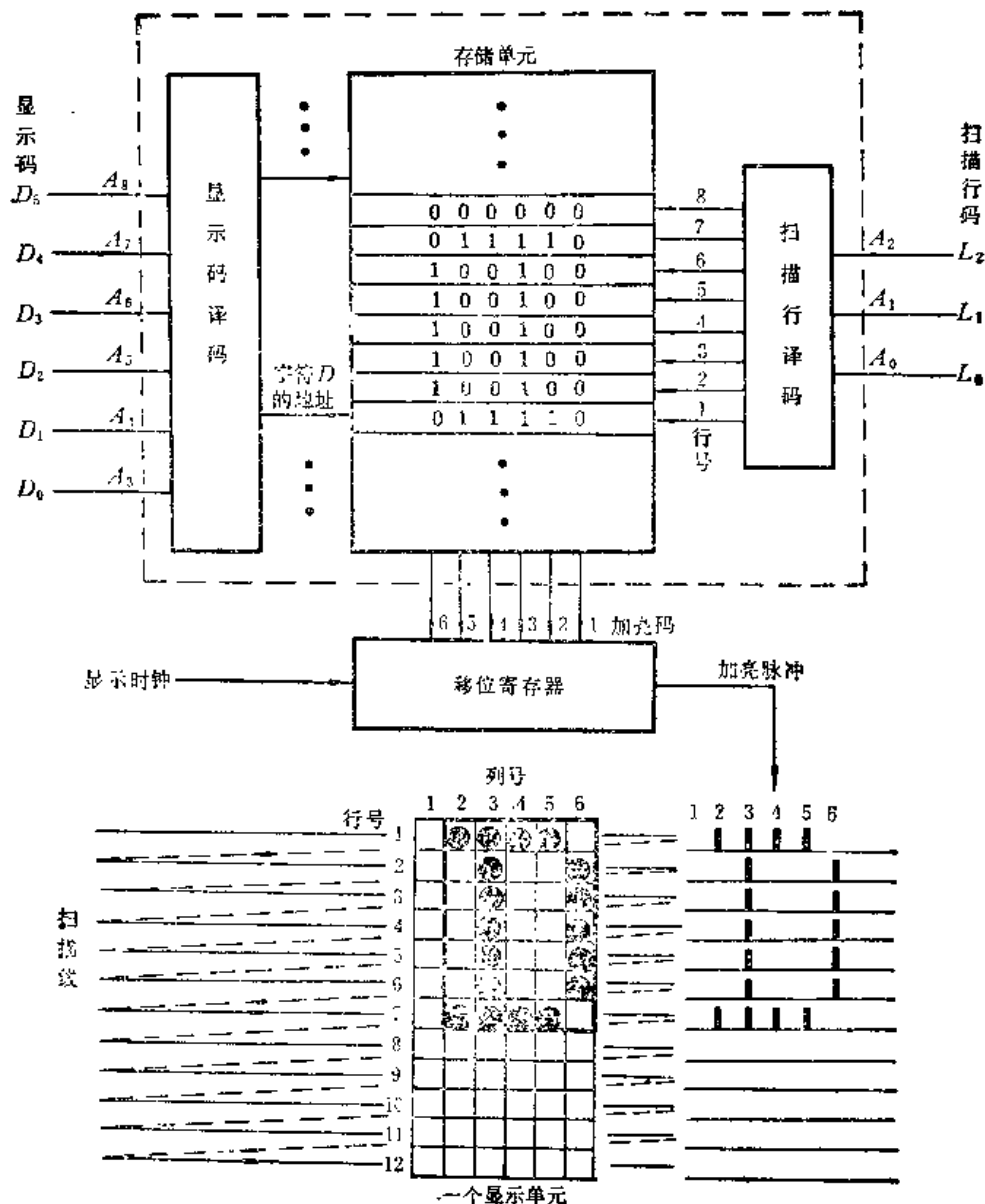 存储单元
显示码
扫描行码
显示码译码
扫描行译码
D₅ A₈
D₄ A₇
D₃ A₆
D₂ A₅
D₁
D₀ A₃
A₂ L₂
A₁ L₁
A₀ L₀
0 0 0 0 0 0 8
0 1 1 1 1 0 7
1 0 0 1 0 0 6
1 0 0 1 0 0 5
1 0 0 1 0 0 4
1 0 0 1 0 0 3
1 0 0 1 0 0 2
0 1 1 1 1 0 1
字符D的地址
行号
6 5 4 3 2 1 加亮码
显示时钟
移位寄存器
加亮脉冲
列号
1 2 3 4 5 6
1 2 3 4 5 6
行号
1
2
3
4
5
6
7
8
9
10
11
12
扫描线
一个显示单元